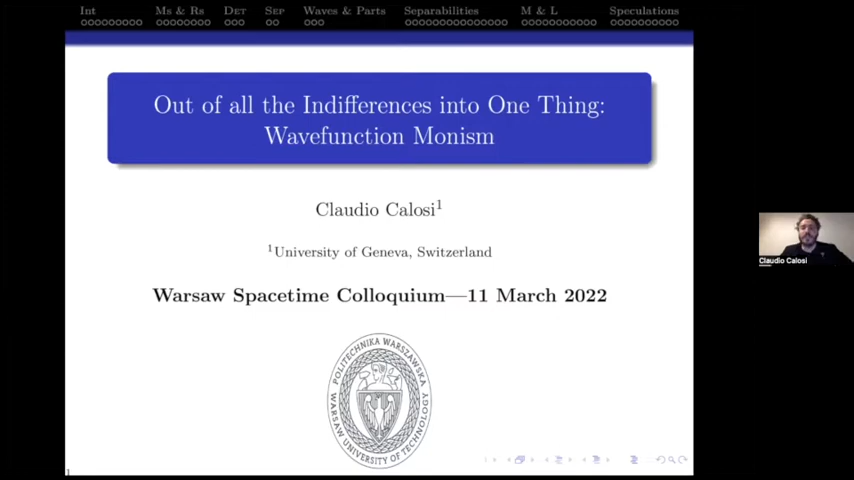 Int Ms & Rs Det Sep Waves & Parts Separabilities M & L Speculations
Out of all the Indifferences into One Thing:
Wavefunction Monism
Claudio Calosi1
1University of Geneva, Switzerland
Warsaw Spacetime Colloquium—11 March 2022
POLITECHNIKA WARSZAWSKA
WARSAW UNIVERSITY OF TECHNOLOGY
Claudio Calosi
1